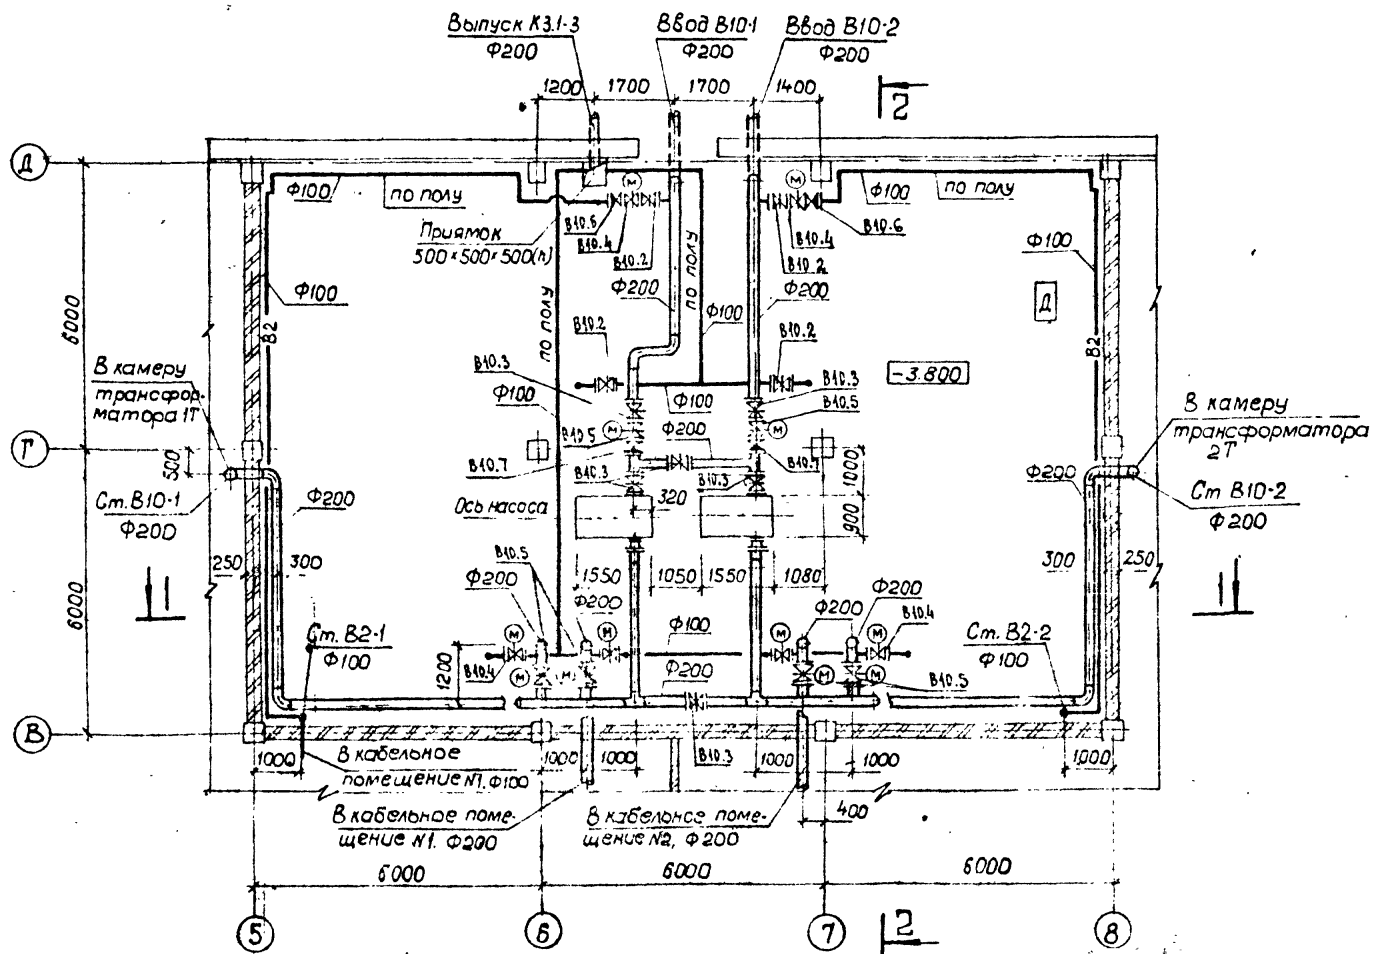 Выпуск К3.1-3
Ф200
Ввод В10-1
Ф200
Ввод В10-2
Ф200
1200
1700
1700
1400
2
Д
Ф100
по полу
М
В10.6
В10.4
В10.2
Приямок
500×500×500(h)
М
В10.6
В10.4
В10.2
Ф100
по полу
Ф100
Ф200
по полу
Ф200
Д
6000
Ф100
В2
по полу
Ф100
В10.2
В10.2
В2
В камеру
трансфор-
матора 1Т
В10.3
Ф100
Ф100
В10.3
В10.5
-3.800
В камеру
трансформатора
2Т
Г
500
В10.5
М
Ф200
М
В10.7
В10.7
1000
В10.3
В10.3
Ст. В10-1
Ф200
Ф200
Ось насоса
320
900
Ф200
Ст В10-2
Ф200
250
300
В10.5
Ф200
1550
1050
1550
1080
Ф200
Ф200
Ф200
300
250
1
1
6000
Ст. В2-1
Ф100
М
М
Ф100
М
М
В10.4
Ст. В2-2
Ф100
1200
В10.4
М
М
Ф200
М
М
В10.5
В
1000
В кабельное
помещение №1, Ф100
1000
1000
В10.3
1000
1000
1000
В кабельное поме-
щение №1. Ф200
В кабельное поме-
щение №2, Ф200
400
6000
6000
6000
5
6
7
2
8